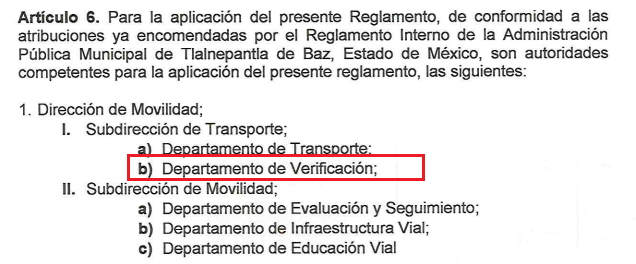 Artículo 6. Para la aplicación del presente Reglamento, de conformidad a las
atribuciones ya encomendadas por el Reglamento Interno de la Administración
Pública Municipal de Tlalnepantla de Baz, Estado de México, son autoridades
competentes para la aplicación del presente reglamento, las siguientes:
1. Dirección de Movilidad;
I. Subdirección de Transporte;
a) Departamento de Transporte;
b) Departamento de Verificación;
II. Subdirección de Movilidad;
a) Departamento de Evaluación y Seguimiento;
b) Departamento de Infraestructura Vial;
c) Departamento de Educación Vial